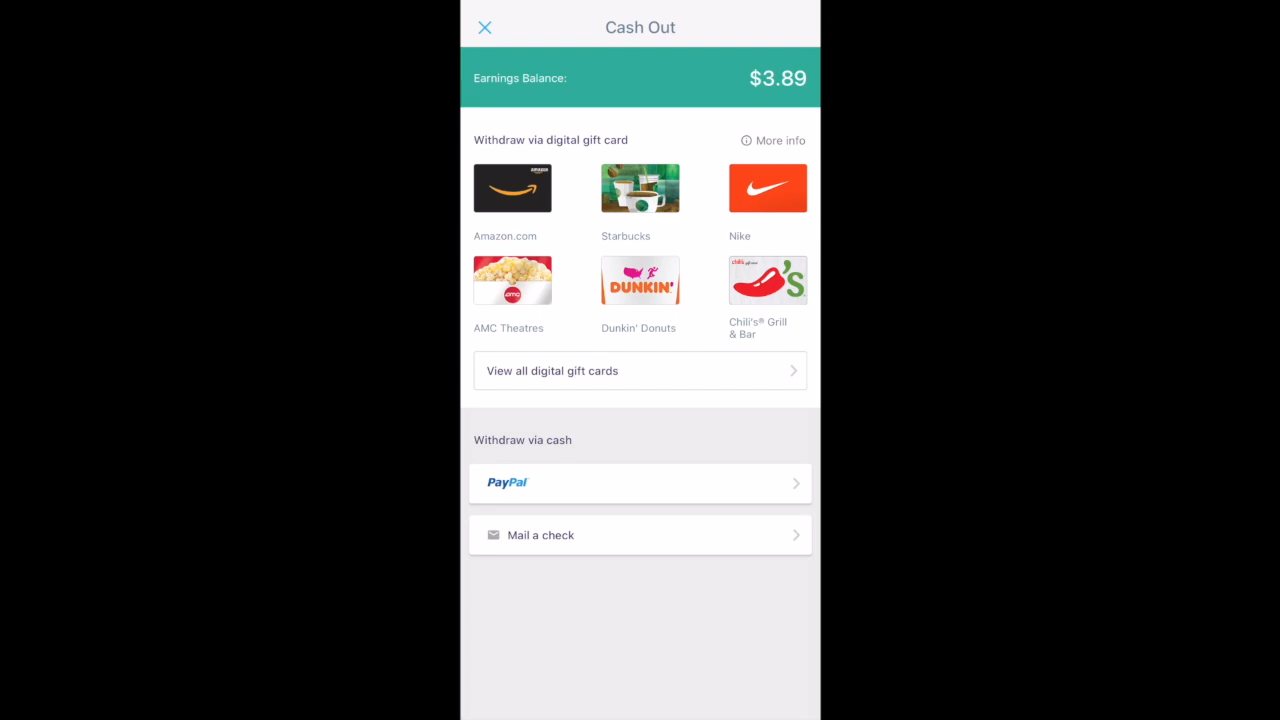 Cash Out
Earnings Balance: $3.89
Withdraw via digital gift card More info
amazon
Amazon.com Starbucks Nike
amc
DUNKIN'
chili's
'S
AMC Theatres Dunkin' Donuts Chili's® Grill
& Bar
View all digital gift cards
Withdraw via cash
PayPal
Mail a check